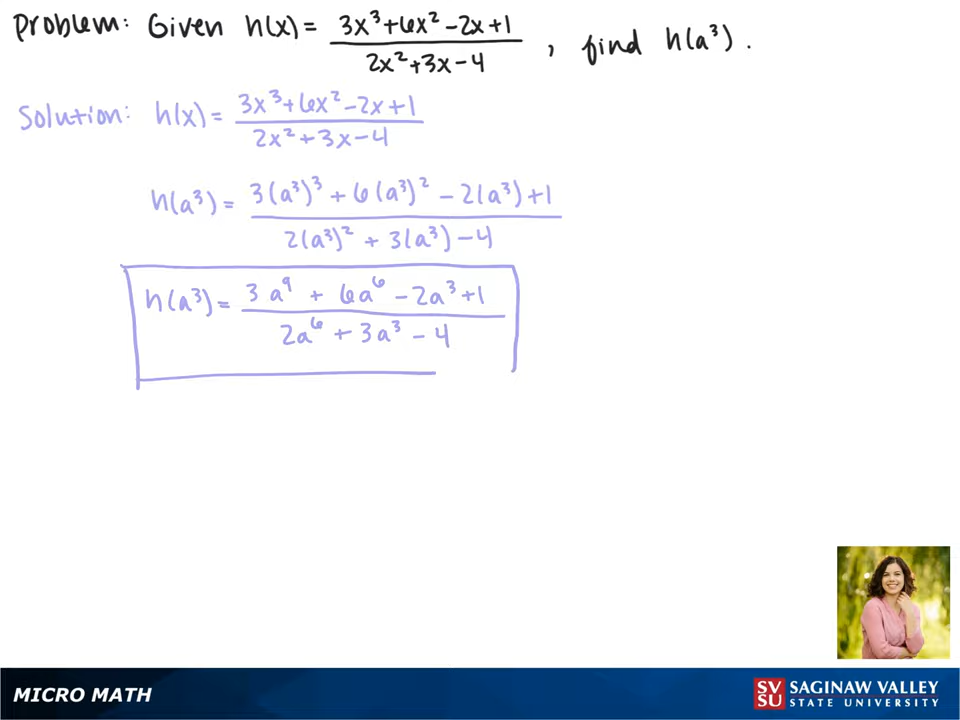 Problem: Given h(x) = (3x³+6x²-2x+1)/(2x²+3x-4), find h(a³).
Solution: h(x) = (3x³+6x²-2x+1)/(2x²+3x-4)
h(a³) = (3(a³)³+6(a³)²-2(a³)+1)/(2(a³)²+3(a³)-4)
h(a³) = (3a⁹+6a⁶-2a³+1)/(2a⁶+3a³-4)
MICRO MATH
SVSU SAGINAW VALLEY
STATE UNIVERSITY